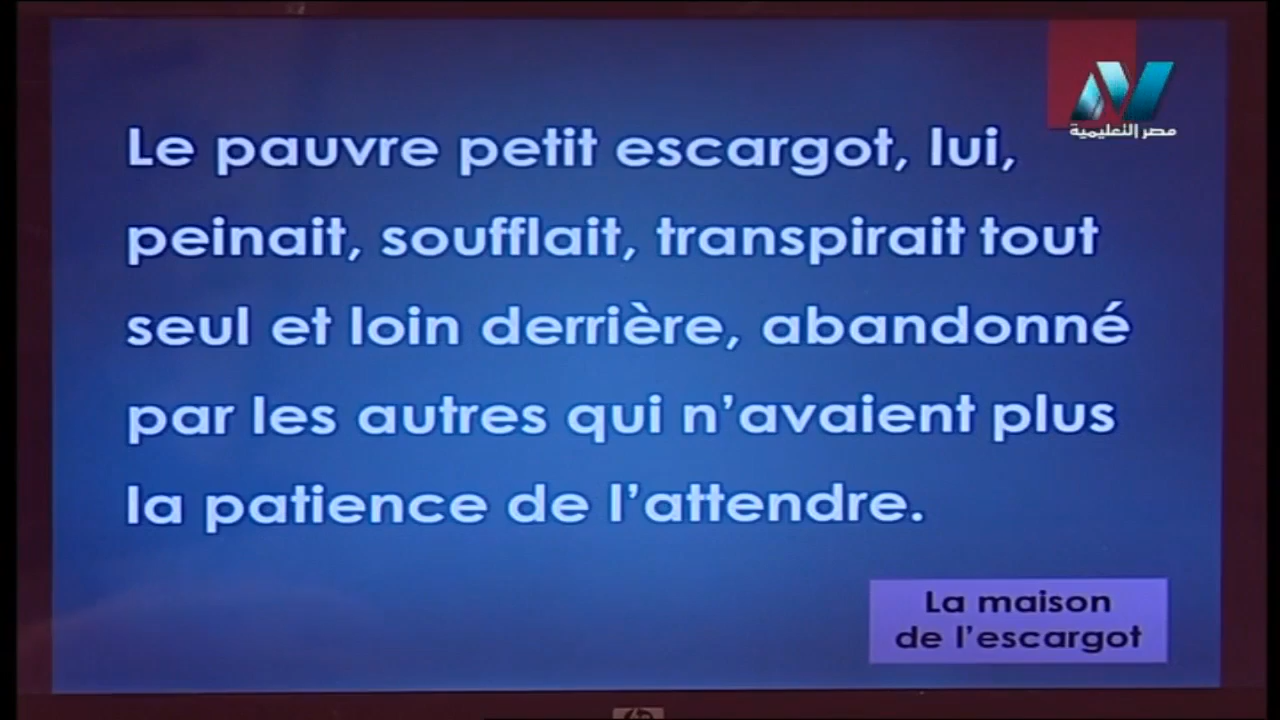 مصر التعليمية
Le pauvre petit escargot, lui,
peinait, soufflait, transpirait tout
seul et loin derrière, abandonné
par les autres qui n’avaient plus
la patience de l’attendre.
La maison
de l’escargot
hp